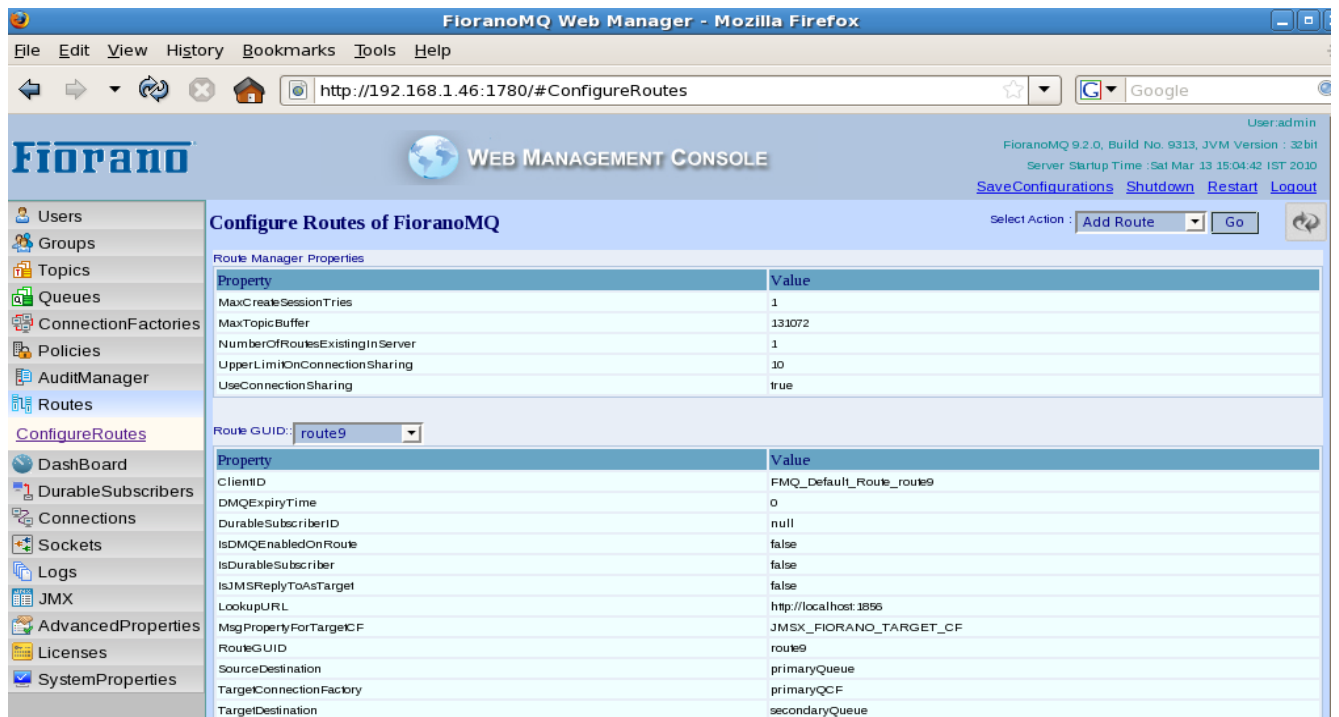 FioranoMQ Web Manager - Mozilla Firefox
File Edit View History Bookmarks Tools Help
http://192.168.1.46:1780/#ConfigureRoutes
G Google
Fiorano
WEB MANAGEMENT CONSOLE
User:admin
FioranoMQ 9.2.0, Build No. 9313, JVM Version : 32bit
Server Startup Time :Sat Mar 13 15:04:42 IST 2010
SaveConfigurations Shutdown Restart Logout
Users
Groups
Topics
Queues
ConnectionFactories
Policies
AuditManager
Routes
ConfigureRoutes
DashBoard
DurableSubscribers
Connections
Sockets
Logs
JMX
AdvancedProperties
Licenses
SystemProperties
Configure Routes of FioranoMQ
Select Action : Add Route Go
Route Manager Properties
Property Value
MaxCreateSessionTries 1
MaxTopicBuffer 131072
NumberOfRoutesExistingInServer 1
UpperLimitOnConnectionSharing 10
UseConnectionSharing true
Route GUID:: route9
Property Value
ClientID FMQ_Default_Route_route9
DMQExpiryTime 0
DurableSubscriberID null
IsDMQEnabledOnRoute false
IsDurableSubscriber false
IsJMSReplyToAsTarget false
LookupURL http://localhost:1856
MsgPropertyForTargetCF JMSX_FIORANO_TARGET_CF
RouteGUID route9
SourceDestination primaryQueue
TargetConnectionFactory primaryQCF
TargetDestination secondaryQueue